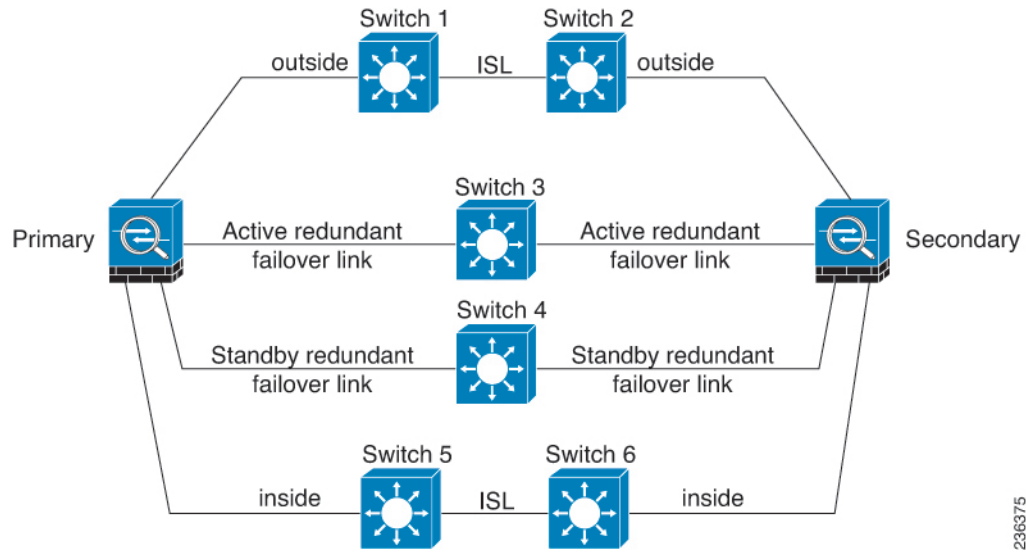 Switch 1
Switch 2
outside
ISL
outside
Switch 3
Primary
Active redundant
failover link
Active redundant
failover link
Secondary
Switch 4
Standby redundant
failover link
Standby redundant
failover link
Switch 5
Switch 6
inside
ISL
inside
236375